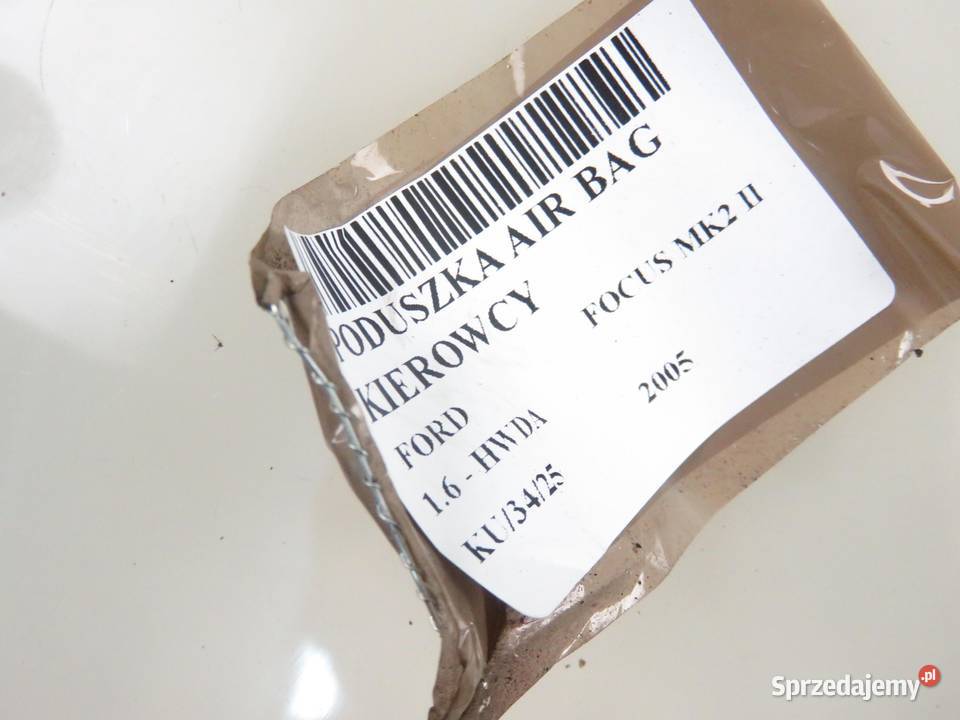 PODUSZKA AIR BAG
KIEROWCY
FORD FOCUS MK2 II
1.6 - HWDA 2005
KU/34/25
Sprzedajemy.pl